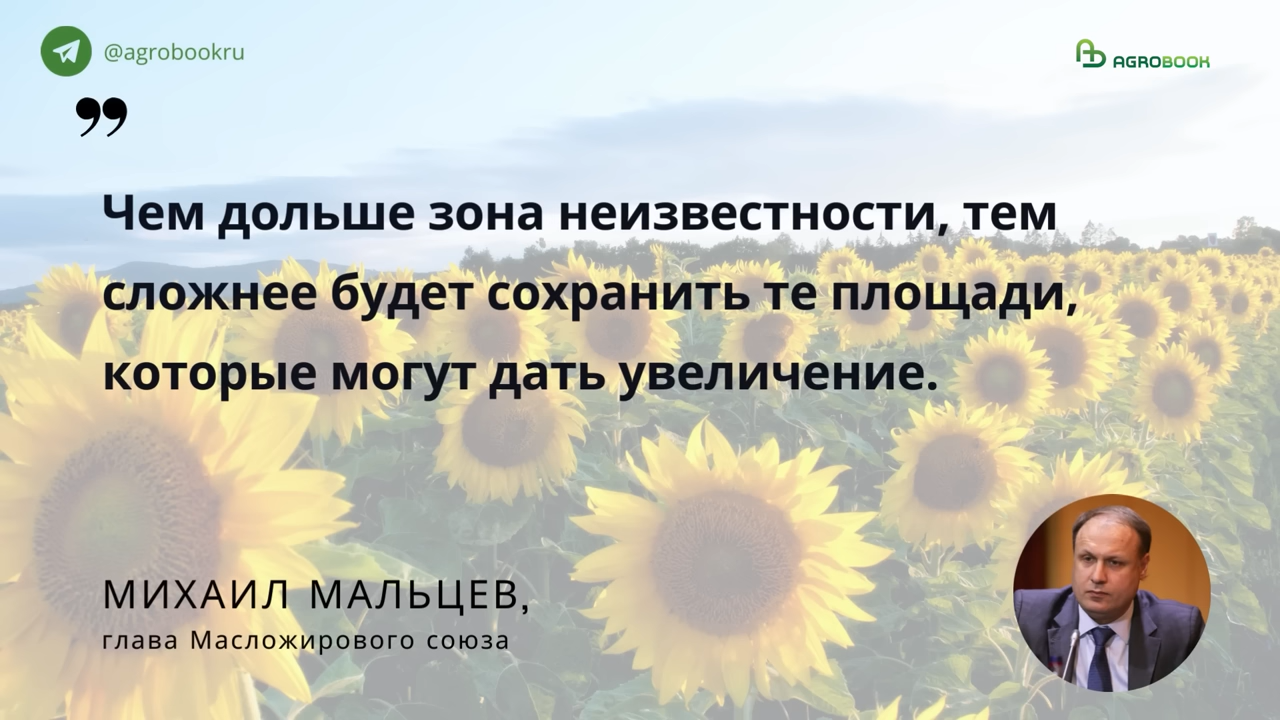 @agrobookru
AGROBOOK
”
Чем дольше зона неизвестности, тем
сложнее будет сохранить те площади,
которые могут дать увеличение.
МИХАИЛ МАЛЬЦЕВ,
глава Масложирового союза